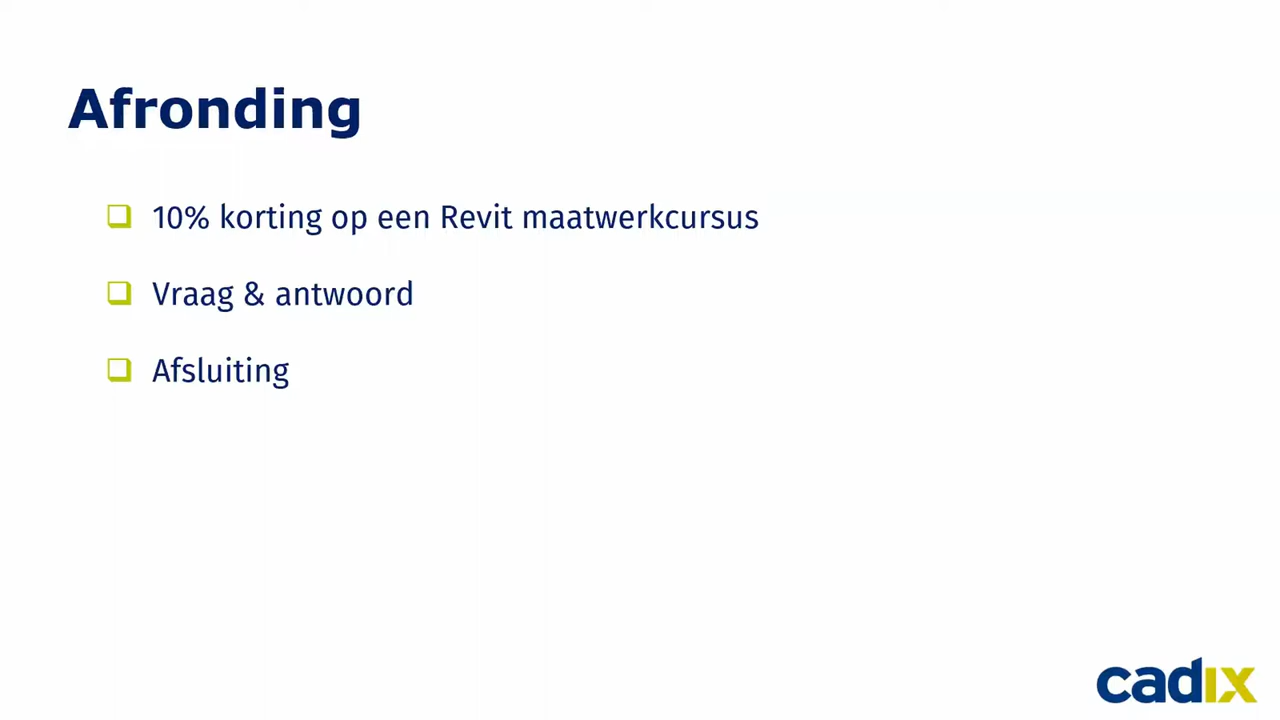 Afronding
10% korting op een Revit maatwerkcursus
Vraag & antwoord
Afsluiting
cadix